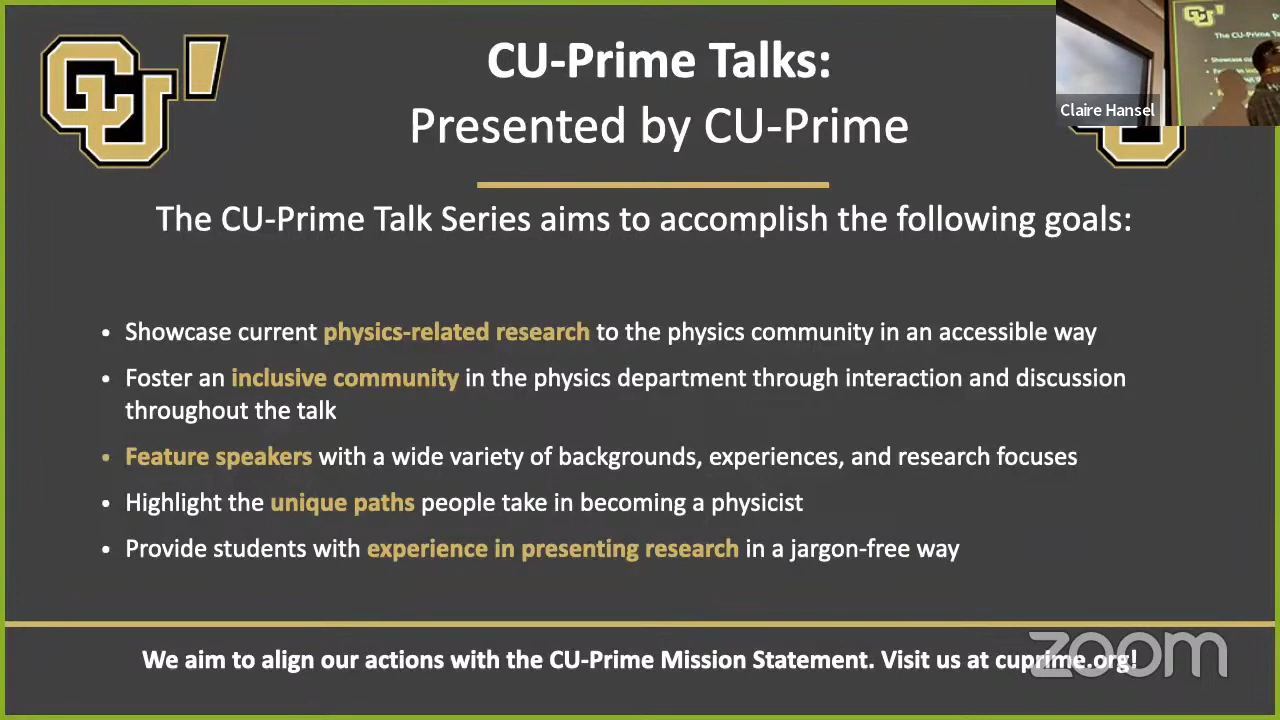 CU'
CU-Prime Talks:
Presented by CU-Prime
Claire Hansel
The CU-Prime Ta
The CU-Prime Talk Series aims to accomplish the following goals:
• Showcase current physics-related research to the physics community in an accessible way
• Foster an inclusive community in the physics department through interaction and discussion
throughout the talk
• Feature speakers with a wide variety of backgrounds, experiences, and research focuses
• Highlight the unique paths people take in becoming a physicist
• Provide students with experience in presenting research in a jargon-free way
We aim to align our actions with the CU-Prime Mission Statement. Visit us at cuprime.org!
zoom